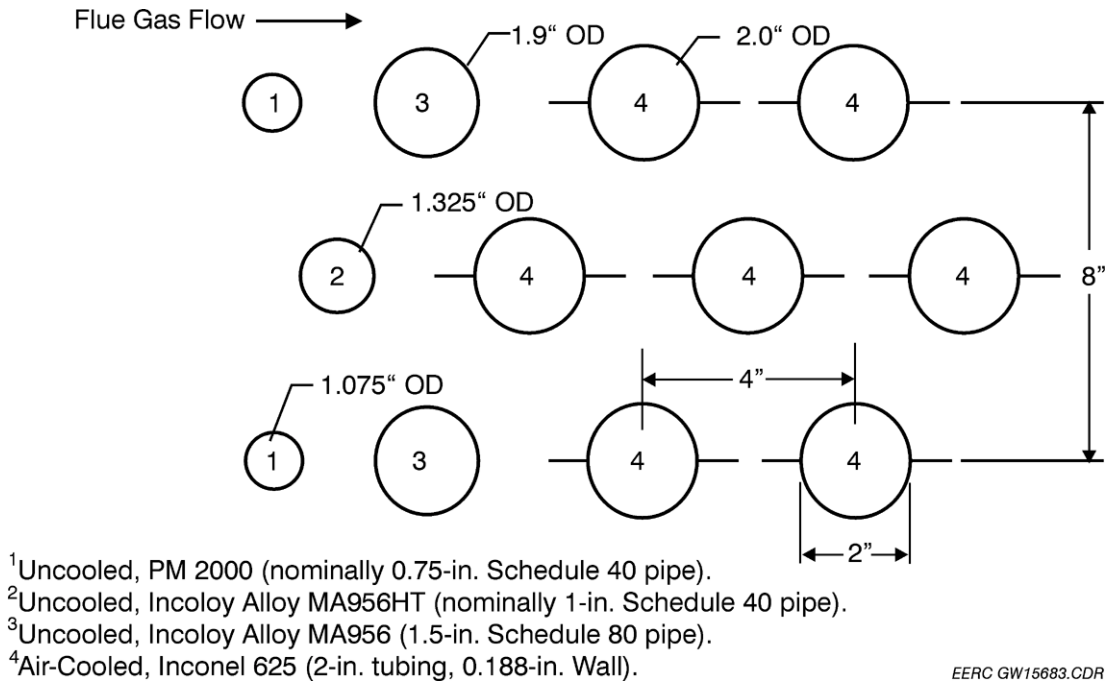 Flue Gas Flow
1.9“ OD
2.0“ OD
1
3
4
4
1.325“ OD
2
4
4
4
8”
1.075“ OD
4”
1
3
4
4
2”
1Uncooled, PM 2000 (nominally 0.75-in. Schedule 40 pipe).
2Uncooled, Incoloy Alloy MA956HT (nominally 1-in. Schedule 40 pipe).
3Uncooled, Incoloy Alloy MA956 (1.5-in. Schedule 80 pipe).
4Air-Cooled, Inconel 625 (2-in. tubing, 0.188-in. Wall).
EERC GW15683.CDR